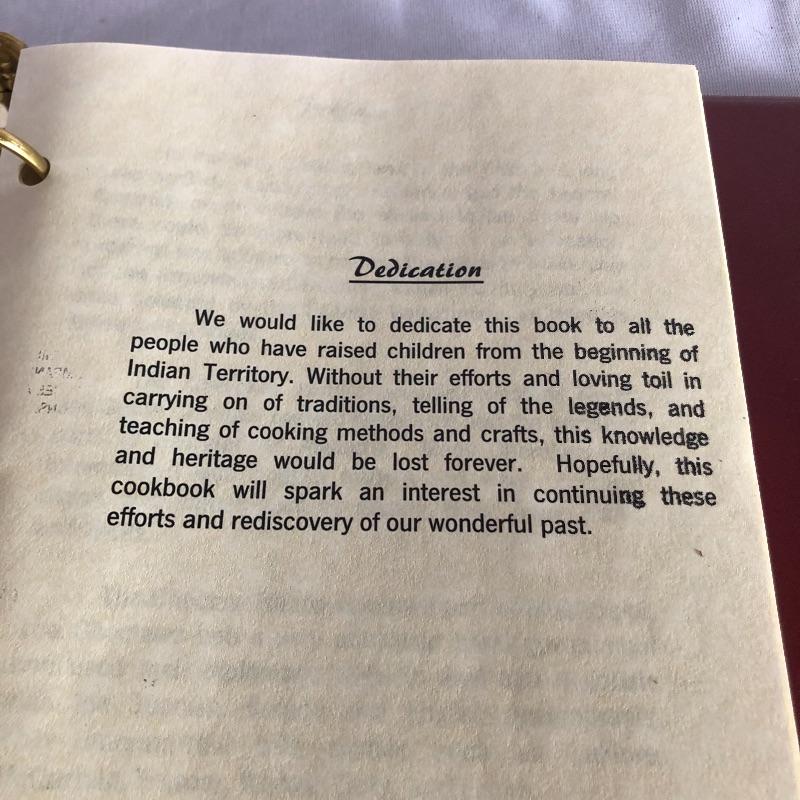 Dedication
We would like to dedicate this book to all the
people who have raised children from the beginning of
Indian Territory. Without their efforts and loving toil in
carrying on of traditions, telling of the legends, and
teaching of cooking methods and crafts, this knowledge
and heritage would be lost forever. Hopefully, this
cookbook will spark an interest in continuing these
efforts and rediscovery of our wonderful past.